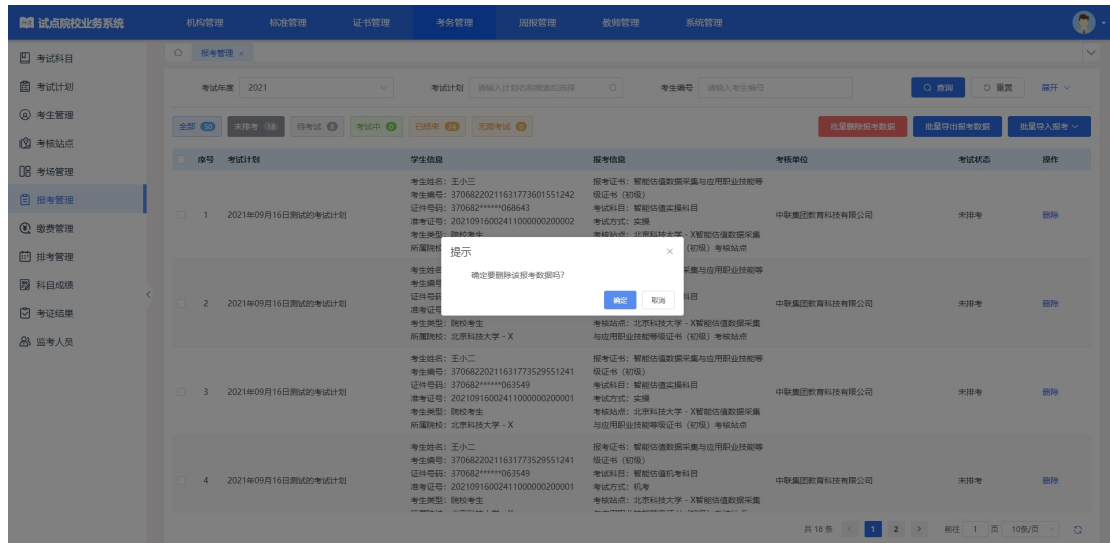 试点院校业务系统 机构管理 标准管理 证书管理 考务管理 周报管理 教师管理 系统管理
考试科目
考试计划
考生管理
考核站点
考场管理
报考管理
缴费管理
排考管理
科目成绩
考证结果
监考人员
报考管理 ×
考试年度 2021 考试计划 请输入计划名称搜索后选择 考生编号 请输入考生编号 查询 重置 展开
全部 50 未排考 18 待考试 0 考试中 0 已结束 无需考试 0 批量删除报考数据 批量导出报考数据 批量导入报考
序号 考试计划 学生信息 报考信息 考核单位 考试状态 操作
1 2021年09月16日测试的考试计划
考生姓名：王小三
考生编号：37068220211631773601551242
证件号码：370682******068643
准考证号：20210916002411000000200002
考生类型：院校考生
所属院校
报考证书：智能估值数据采集与应用职业技能等
级证书（初级）
考试科目：智能估值实操科目
考试方式：实操
考核站点：北京科技大学 - X智能估值数据采集
（初级）考核站点
中联集团教育科技有限公司 未排考 删除
提示 ×
确定要删除该报考数据吗?
确定 取消
2 2021年09月16日测试的考试计划
考生姓名
考生编号
证件号码
准考证号
考生类型：院校考生
所属院校：北京科技大学 - X
采集与应用职业技能等
科目
考核站点：北京科技大学 - X智能估值数据采集
与应用职业技能等级证书（初级）考核站点
中联集团教育科技有限公司 未排考 删除
3 2021年09月16日测试的考试计划
考生姓名：王小二
考生编号：37068220211631773529551241
证件号码：370682******063549
准考证号：20210916002411000000200001
考生类型：院校考生
所属院校：北京科技大学 - X
报考证书：智能估值数据采集与应用职业技能等
级证书（初级）
考试科目：智能估值实操科目
考试方式：实操
考核站点：北京科技大学 - X智能估值数据采集
与应用职业技能等级证书（初级）考核站点
中联集团教育科技有限公司 未排考 删除
4 2021年09月16日测试的考试计划
考生姓名：王小二
考生编号：37068220211631773529551241
证件号码：370682******063549
准考证号：20210916002411000000200001
考生类型：院校考生
报考证书：智能估值数据采集与应用职业技能等
级证书（初级）
考试科目：智能估值机考科目
考试方式：机考
考核站点：北京科技大学 - X智能估值数据采集
中联集团教育科技有限公司 未排考 删除
共 18 条 < 1 2 > 前往 1 页 10条/页